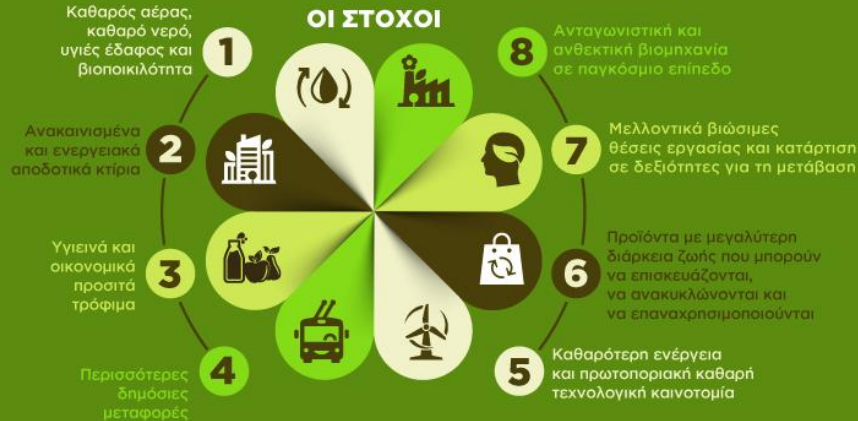 ΟΙ ΣΤΟΧΟΙ
1
Καθαρός αέρας,
καθαρό νερό,
υγιές έδαφος και
βιοποικιλότητα
2
Ανακαινισμένα
και ενεργειακά
αποδοτικά κτίρια
3
Υγιεινά και
οικονομικά
προσιτά
τρόφιμα
4
Περισσότερες
δημόσιες
μεταφορές
5
Καθαρότερη ενέργεια
και πρωτοποριακή καθαρή
τεχνολογική καινοτομία
6
Προϊόντα με μεγαλύτερη
διάρκεια ζωής που μπορούν
να επισκευάζονται,
να ανακυκλώνονται και
να επαναχρησιμοποιούνται
7
Μελλοντικά βιώσιμες
θέσεις εργασίας και κατάρτιση
σε δεξιότητες για τη μετάβαση
8
Ανταγωνιστική και
ανθεκτική βιομηχανία
σε παγκόσμιο επίπεδο